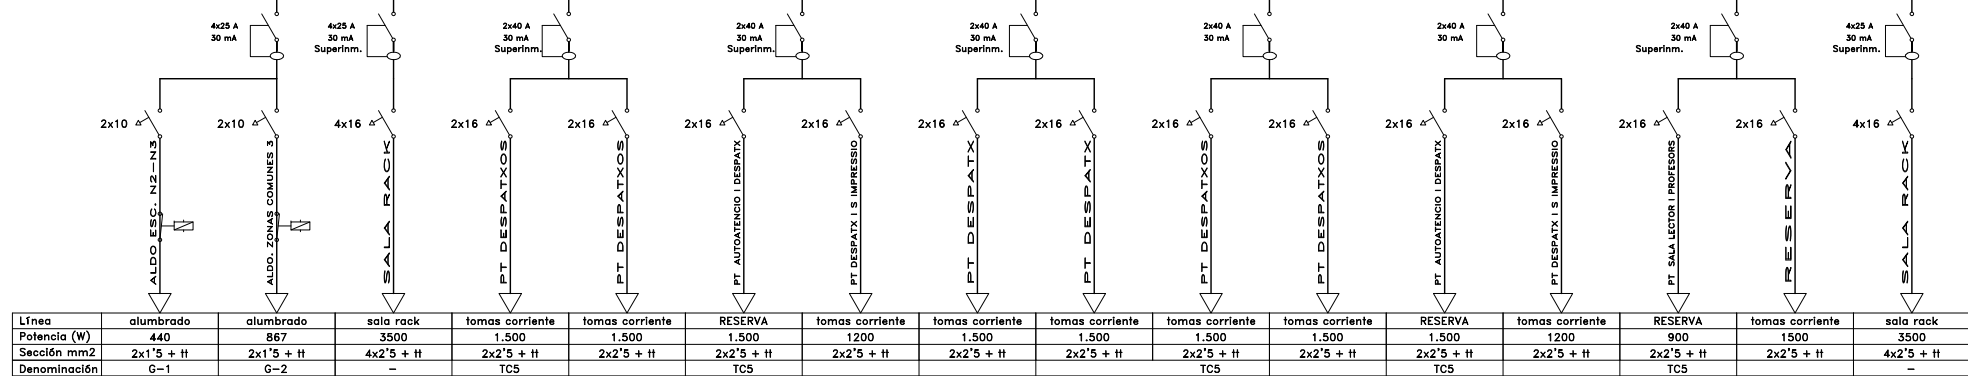 4x25 A
30 mA
4x25 A
30 mA
Superinm.
2x40 A
30 mA
Superinm.
2x40 A
30 mA
Superinm.
2x40 A
30 mA
Superinm.
2x40 A
30 mA
2x40 A
30 mA
2x40 A
30 mA
Superinm.
4x25 A
30 mA
Superinm.
2x10
2x10
4x16
2x16
2x16
2x16
2x16
2x16
2x16
2x16
2x16
2x16
2x16
2x16
2x16
4x16
ALDO ESC. N2-N3
ALDO. ZONAS COMUNES 3
SALA RACK
PT DESPATXOS
PT DESPATXOS
PT AUTOATENCIO I DESPATX
PT DESPATX I S IMPRESSIO
PT DESPATX
PT DESPATX
PT DESPATXOS
PT DESPATXOS
PT AUTOATENCIO I DESPATX
PT DESPATX I S IMPRESSIO
PT SALA LECTOR I PROFESORS
RESERVA
SALA RACK
Línea alumbrado alumbrado sala rack tomas corriente tomas corriente RESERVA tomas corriente tomas corriente tomas corriente tomas corriente tomas corriente RESERVA tomas corriente RESERVA tomas corriente sala rack
Potencia (W) 440 867 3500 1.500 1.500 1.500 1200 1.500 1.500 1.500 1.500 1.500 1200 900 1500 3500
Sección mm2 2x1'5 + tt 2x1'5 + tt 4x2'5 + tt 2x2'5 + tt 2x2'5 + tt 2x2'5 + tt 2x2'5 + tt 2x2'5 + tt 2x2'5 + tt 2x2'5 + tt 2x2'5 + tt 2x2'5 + tt 2x2'5 + tt 2x2'5 + tt 2x2'5 + tt 4x2'5 + tt
Denominación G-1 G-2 - TC5 TC5 TC5 TC5 TC5 -